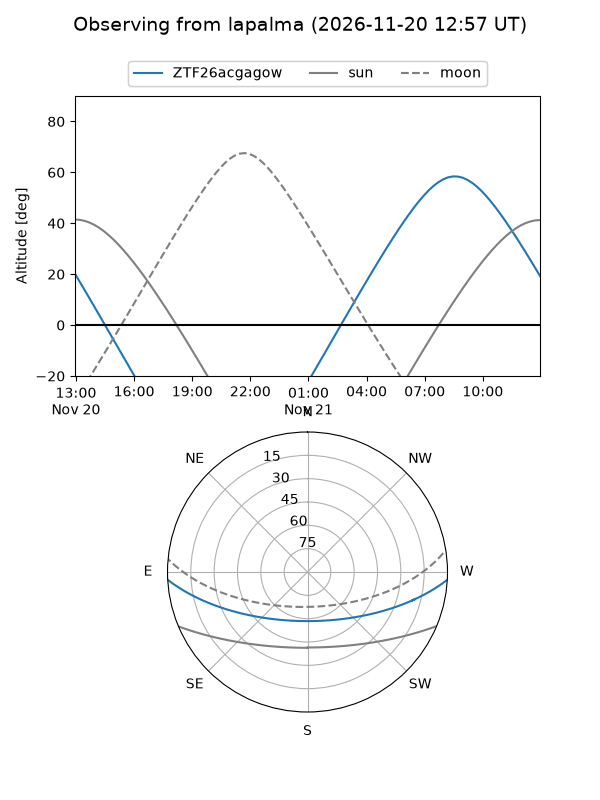 Observing from lapalma (2026-11-20 12:57 UT)
ZTF26acgagow sun moon
Altitude [deg]
80
60
40
20
0
−20
13:00 16:00 19:00 22:00 01:00 04:00 07:00 10:00
Nov 20 Nov 21
N
NE NW
15
30
45
60
75
E W
SE SW
S